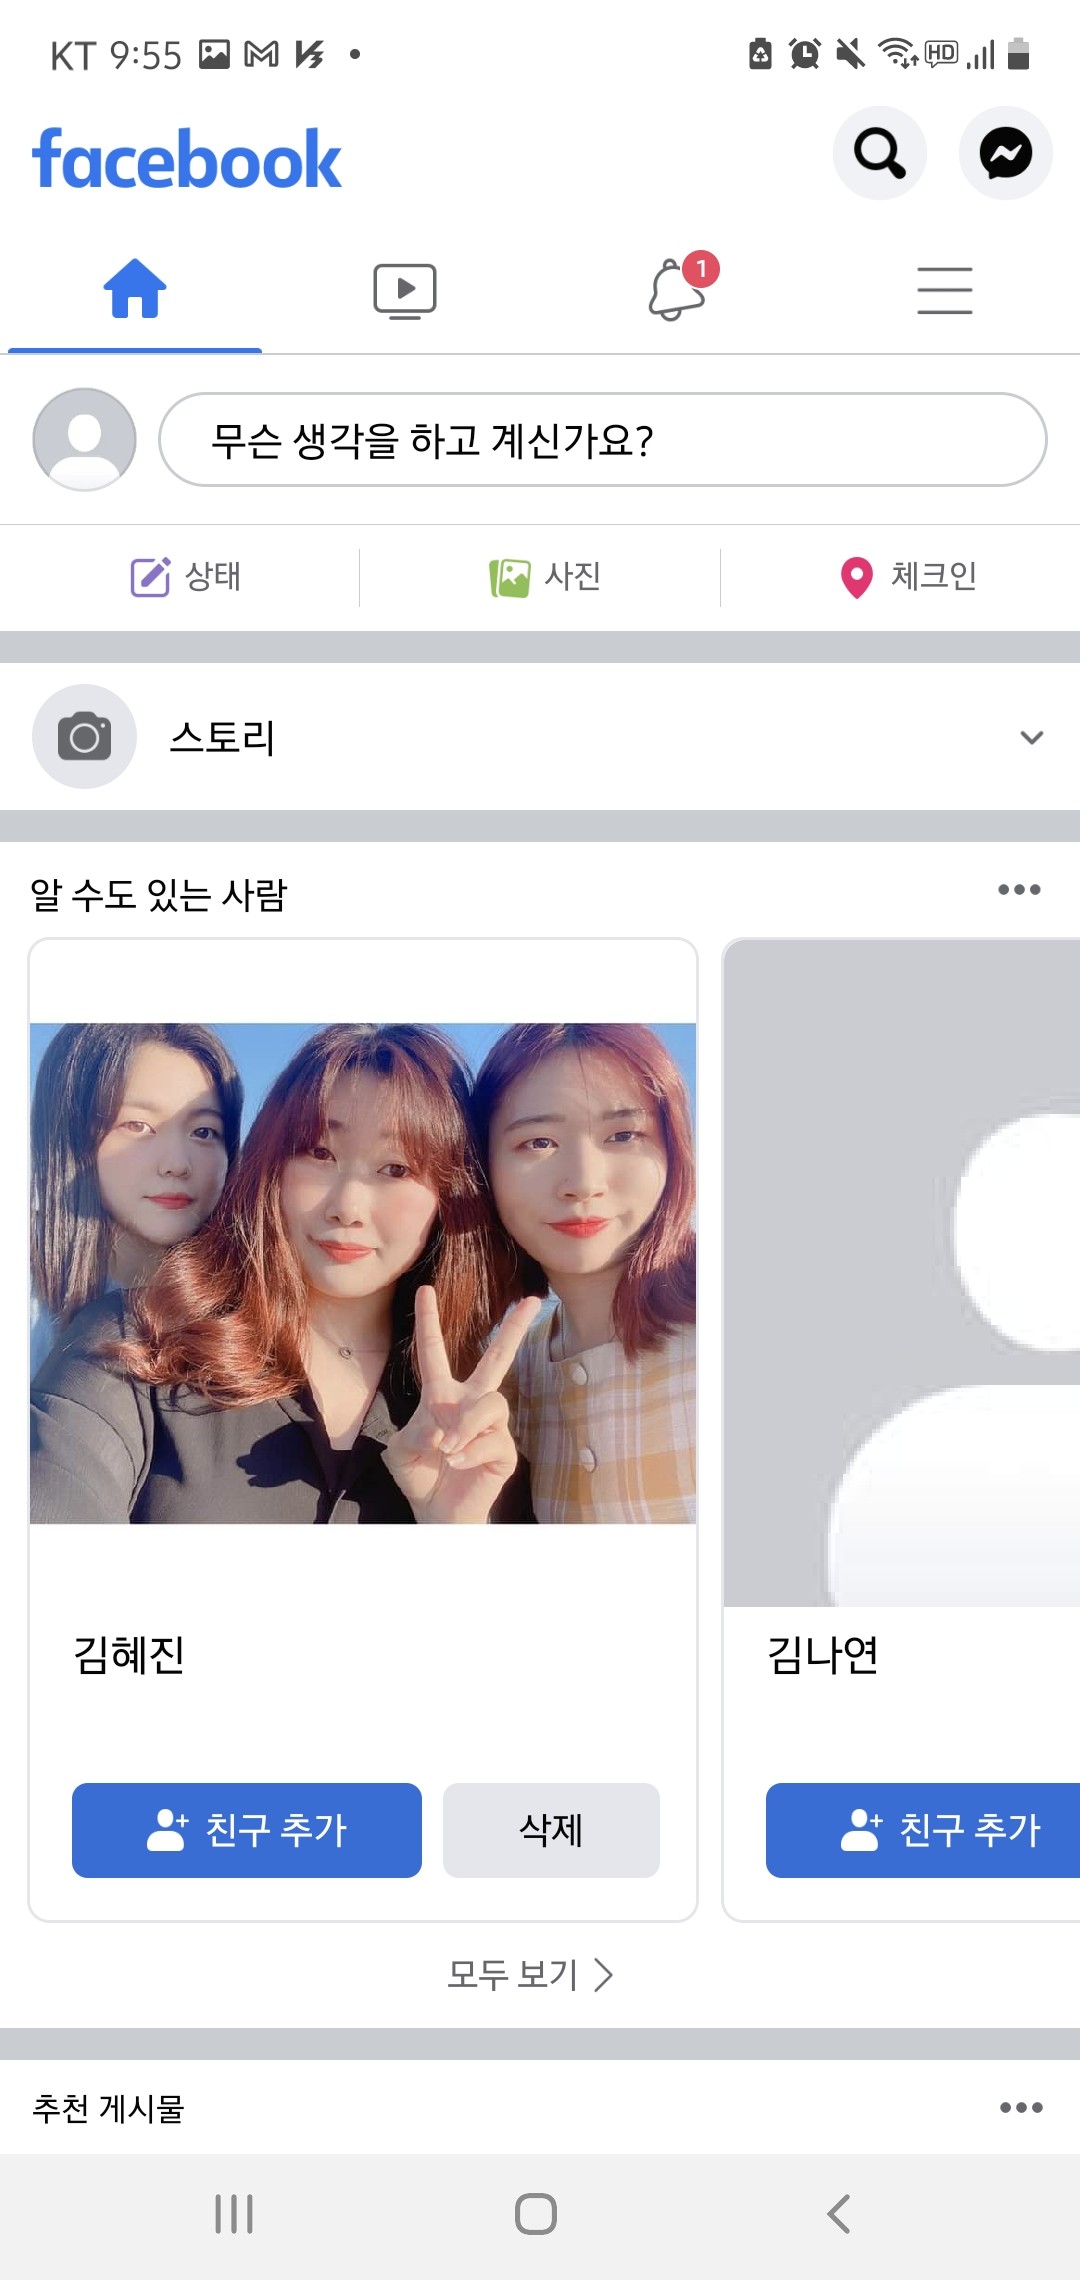 KT 9:55
HD
facebook
1
무슨 생각을 하고 계신가요?
상태 사진 체크인
스토리
알 수도 있는 사람
김혜진 김나연
친구 추가 삭제 친구 추가
모두 보기
추천 게시물